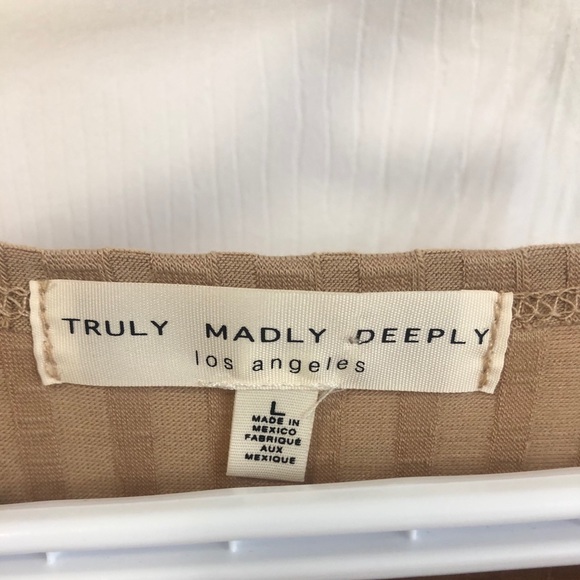 TRULY MADLY DEEPLY
los angeles
L
MADE IN
MEXICO
FABRIQUÉ
AUX
MEXIQUE